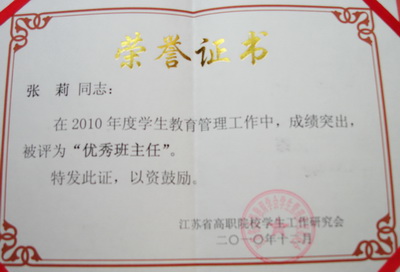 荣誉证书
张 莉 同志：
在2010年度学生教育管理工作中，成绩突出，
被评为“优秀班主任”。
特发此证，以资鼓励。
江苏省高职院校学生工作研究会
二〇一〇年十二月